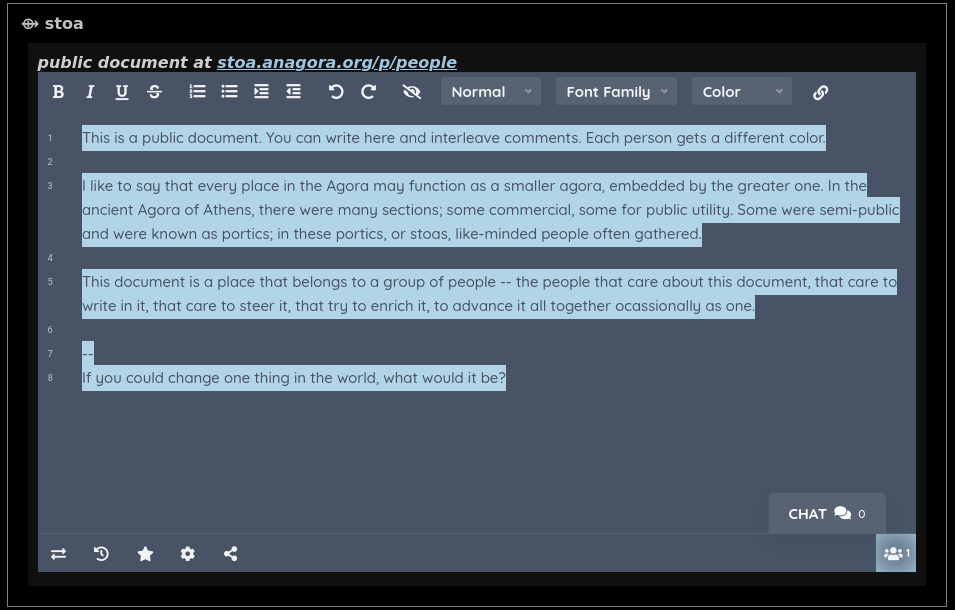 stoa
public document at stoa.anagora.org/p/people
B I U S Normal Font Family Color
1 This is a public document. You can write here and interleave comments. Each person gets a different color.
2
3 I like to say that every place in the Agora may function as a smaller agora, embedded by the greater one. In the
ancient Agora of Athens, there were many sections; some commercial, some for public utility. Some were semi-public
and were known as portics; in these portics, or stoas, like-minded people often gathered.
4
5 This document is a place that belongs to a group of people -- the people that care about this document, that care to
write in it, that care to steer it, that try to enrich it, to advance it all together ocassionally as one.
6
7 --
8 If you could change one thing in the world, what would it be?
CHAT 0
1